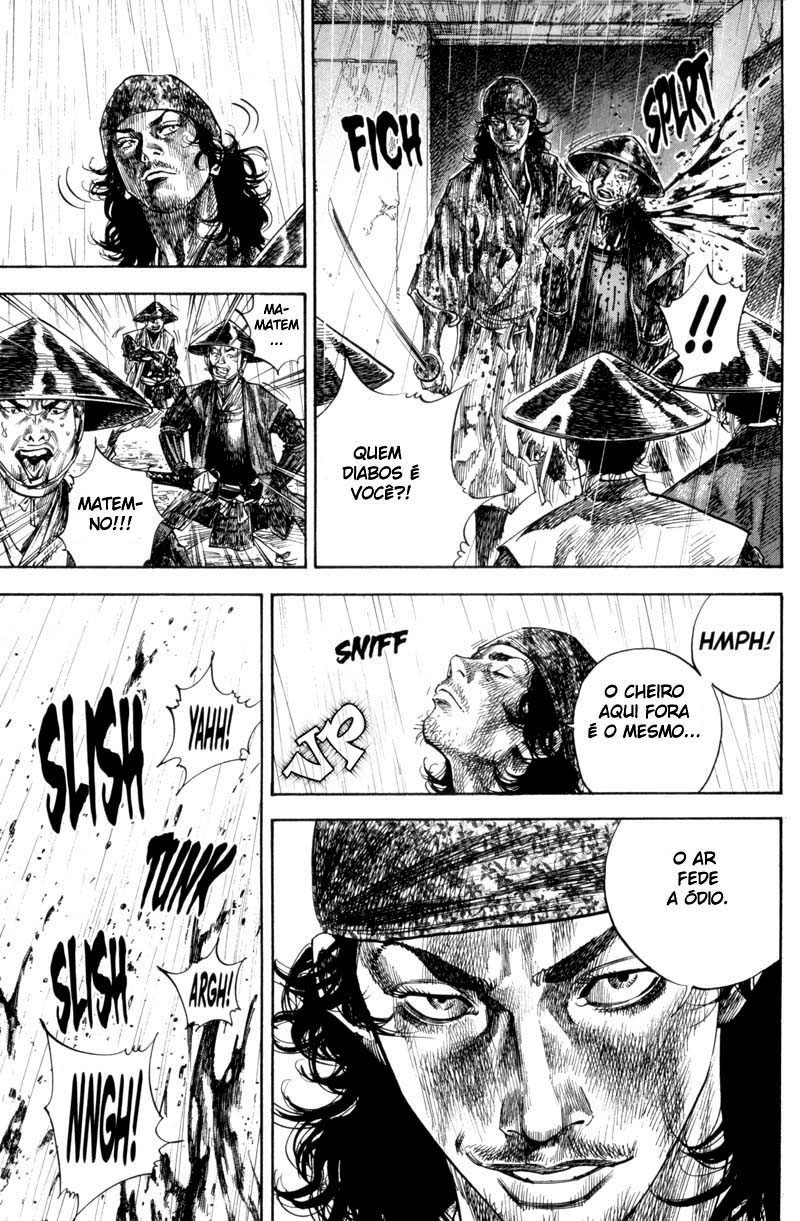 SPLRT
FICH
!!
QUEM
DIABOS É
VOCÊ?!
MA-
MATEM
...
MATEM-
NO!!!
HMPH!
SNIFF
O CHEIRO
AQUI FORA
É O MESMO...
VP
O AR
FEDE
A ÓDIO.
YAHH!
SLISH
TUNK
SLISH
ARGH!
NNGH!